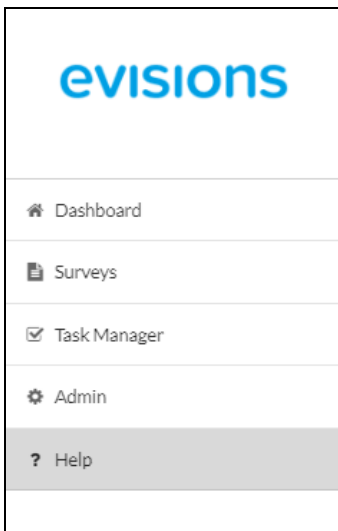 evisions
Dashboard
Surveys
Task Manager
Admin
? Help